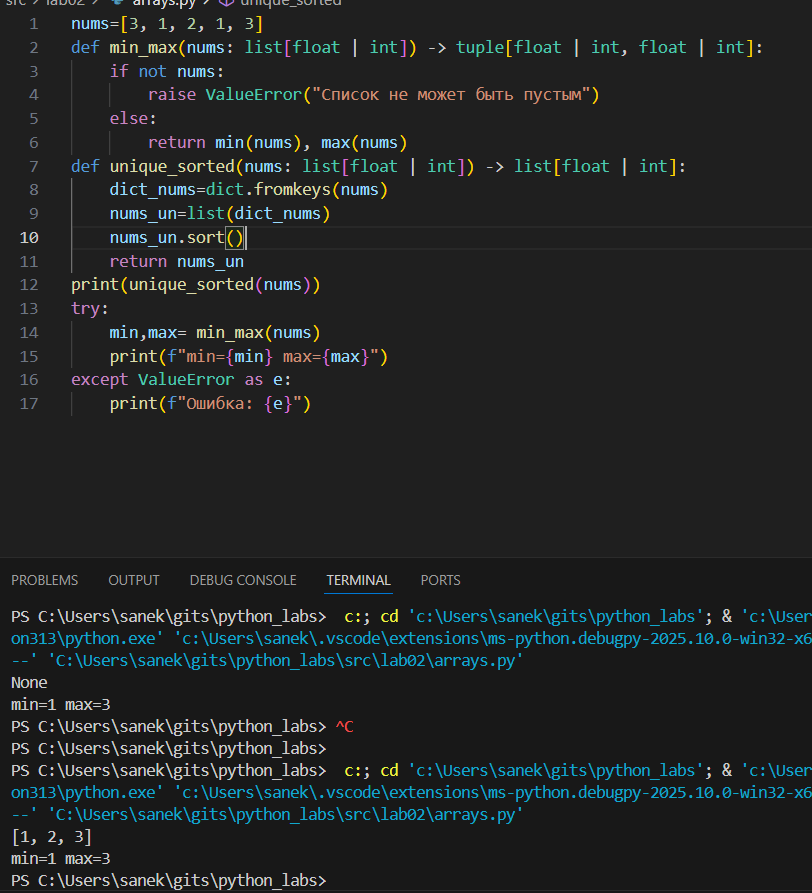 src > lab02 > arrays.py > unique_sorted
1 nums=[3, 1, 2, 1, 3]
2 def min_max(nums: list[float | int]) -> tuple[float | int, float | int]:
3     if not nums:
4         raise ValueError("Список не может быть пустым")
5     else:
6         return min(nums), max(nums)
7 def unique_sorted(nums: list[float | int]) -> list[float | int]:
8     dict_nums=dict.fromkeys(nums)
9     nums_un=list(dict_nums)
10     nums_un.sort()
11     return nums_un
12 print(unique_sorted(nums))
13 try:
14     min,max= min_max(nums)
15     print(f"min={min} max={max}")
16 except ValueError as e:
17     print(f"Ошибка: {e}")
PROBLEMS OUTPUT DEBUG CONSOLE TERMINAL PORTS
PS C:\Users\sanek\gits\python_labs>  c:; cd 'c:\Users\sanek\gits\python_labs'; & 'c:\User
on313\python.exe' 'c:\Users\sanek\.vscode\extensions\ms-python.debugpy-2025.10.0-win32-x6
--' 'C:\Users\sanek\gits\python_labs\src\lab02\arrays.py'
None
min=1 max=3
PS C:\Users\sanek\gits\python_labs> ^C
PS C:\Users\sanek\gits\python_labs>
PS C:\Users\sanek\gits\python_labs>  c:; cd 'c:\Users\sanek\gits\python_labs'; & 'c:\User
on313\python.exe' 'c:\Users\sanek\.vscode\extensions\ms-python.debugpy-2025.10.0-win32-x6
--' 'C:\Users\sanek\gits\python_labs\src\lab02\arrays.py'
[1, 2, 3]
min=1 max=3
PS C:\Users\sanek\gits\python_labs>